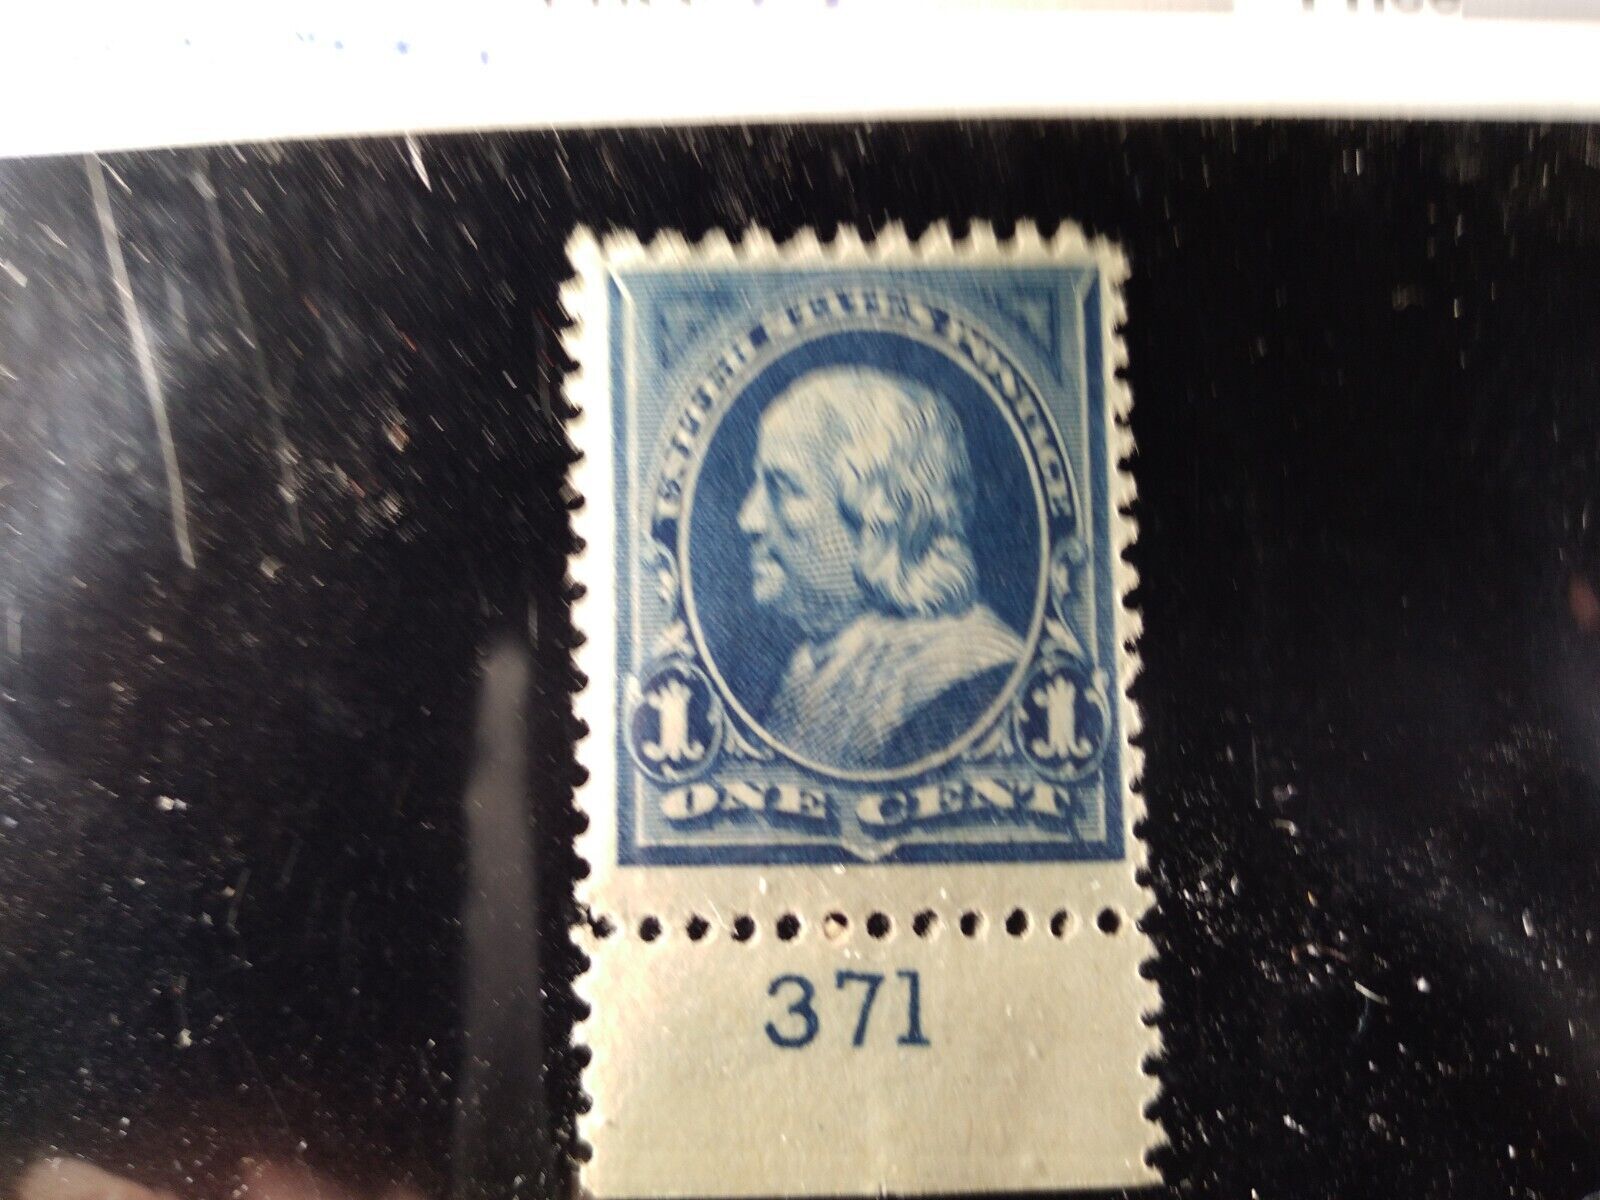 UNITED STATES POSTAGE
1 1
ONE CENT
371